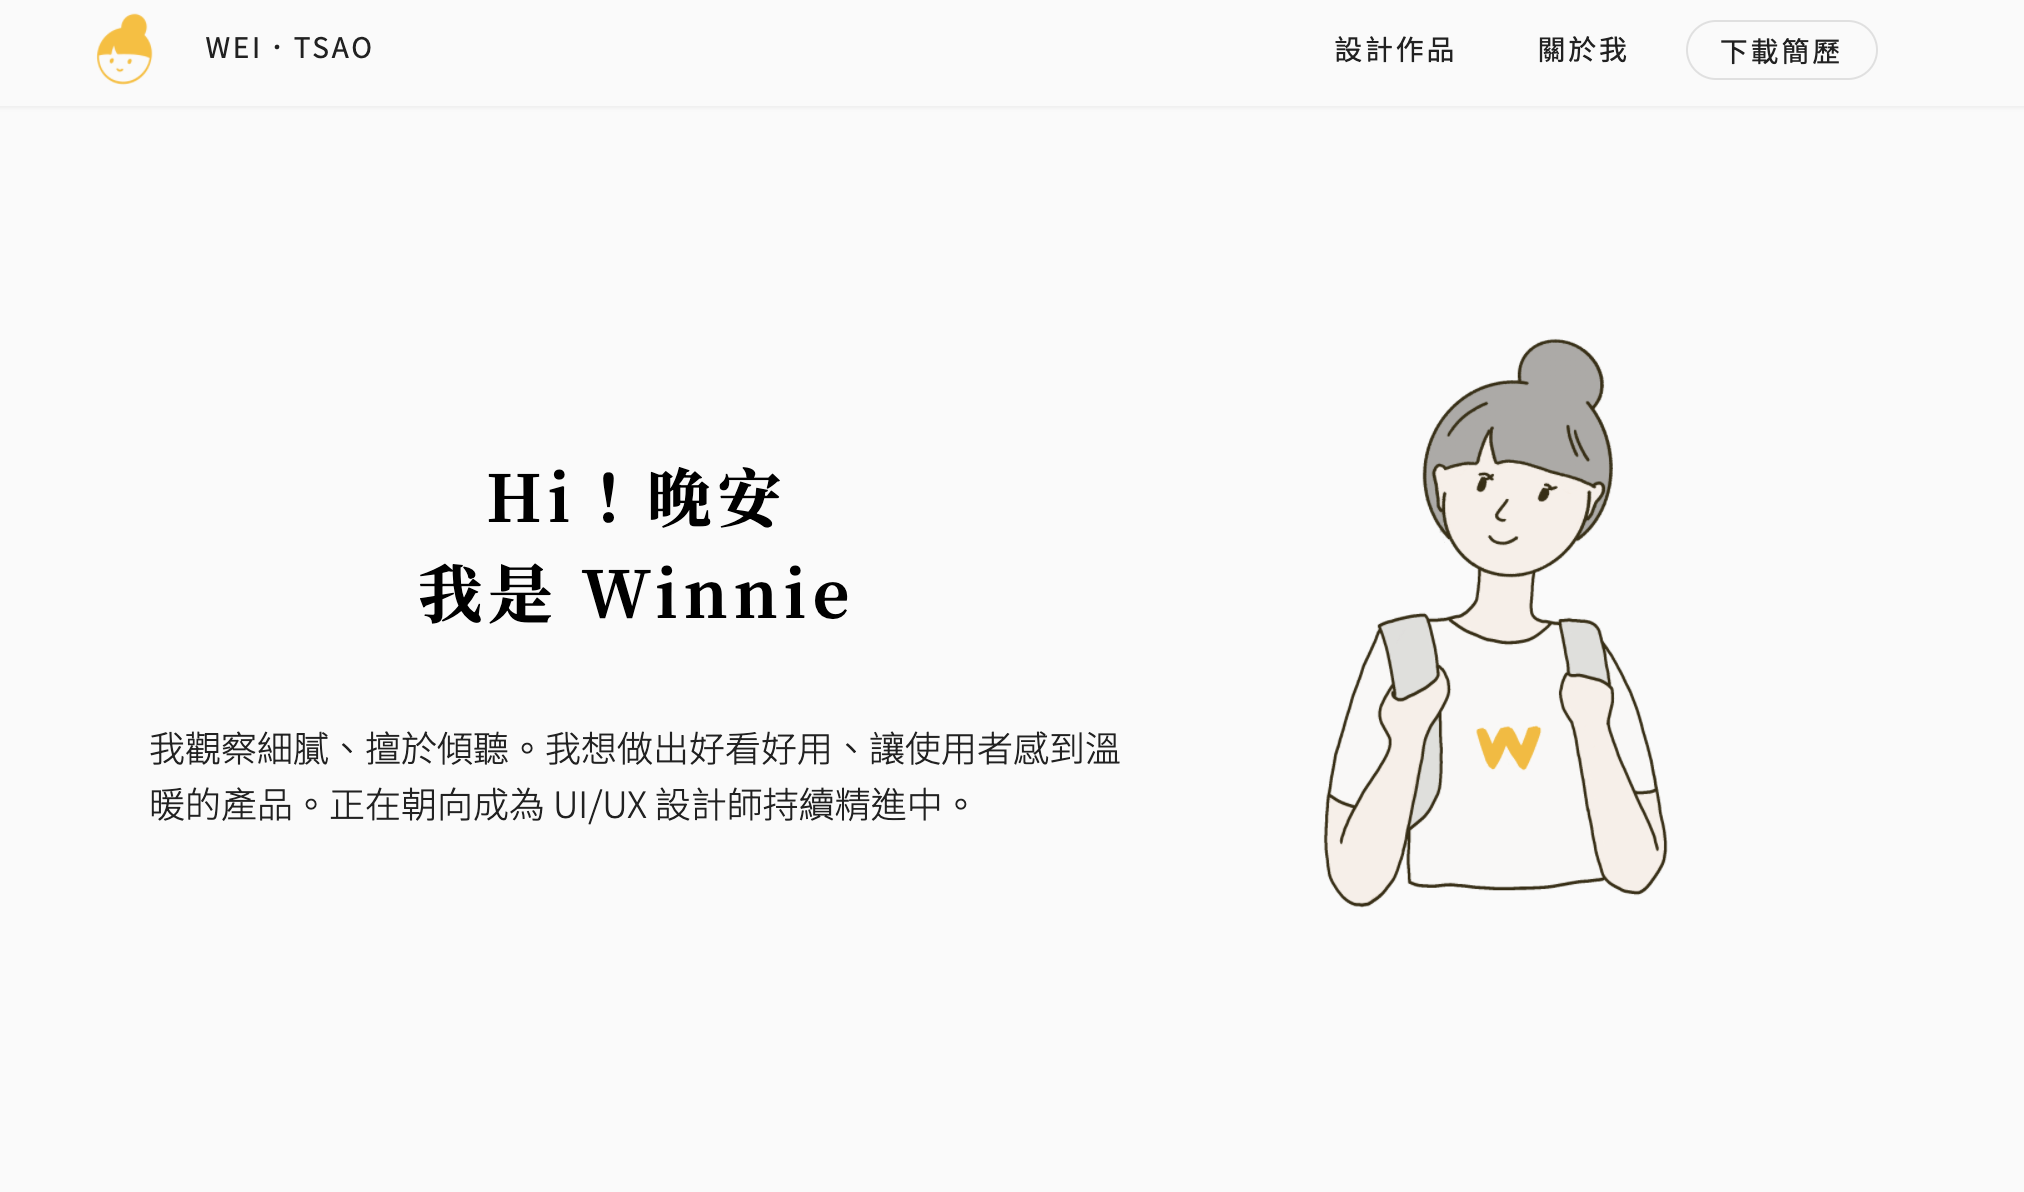 WEI · TSAO
設計作品
關於我
下載簡歷
Hi！晚安
我是 Winnie
我觀察細膩、擅於傾聽。我想做出好看好用、讓使用者感到溫
暖的產品。正在朝向成為 UI/UX 設計師持續精進中。
W